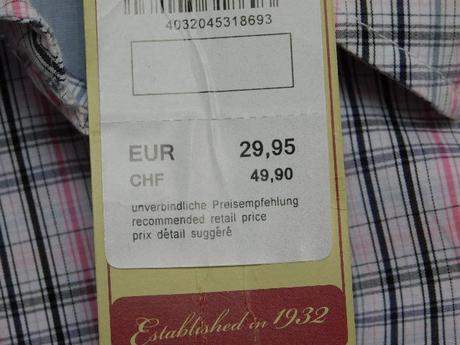 4032045318693
EUR 29,95
CHF 49,90
unverbindliche Preisempfehlung
recommended retail price
prix détail suggéré
Established in 1932